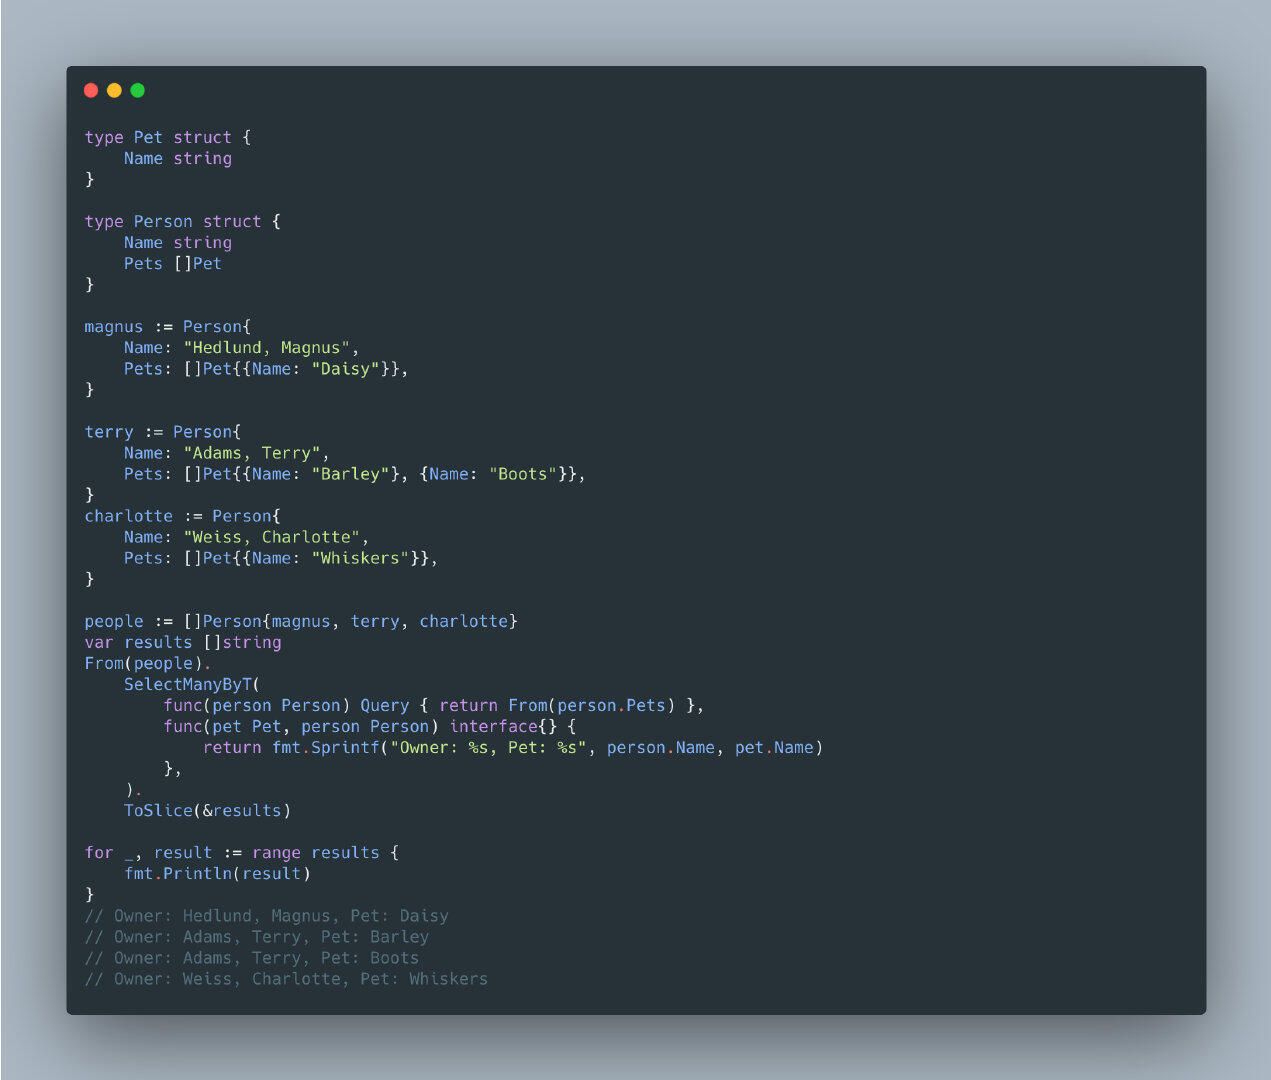 type Pet struct {
    Name string
}

type Person struct {
    Name string
    Pets []Pet
}

magnus := Person{
    Name: "Hedlund, Magnus",
    Pets: []Pet{{Name: "Daisy"}},
}

terry := Person{
    Name: "Adams, Terry",
    Pets: []Pet{{Name: "Barley"}, {Name: "Boots"}},
}
charlotte := Person{
    Name: "Weiss, Charlotte",
    Pets: []Pet{{Name: "Whiskers"}},
}

people := []Person{magnus, terry, charlotte}
var results []string
From(people).
    SelectManyByT(
        func(person Person) Query { return From(person.Pets) },
        func(pet Pet, person Person) interface{} {
            return fmt.Sprintf("Owner: %s, Pet: %s", person.Name, pet.Name)
        },
    ).
    ToSlice(&results)

for _, result := range results {
    fmt.Println(result)
}
// Owner: Hedlund, Magnus, Pet: Daisy
// Owner: Adams, Terry, Pet: Barley
// Owner: Adams, Terry, Pet: Boots
// Owner: Weiss, Charlotte, Pet: Whiskers